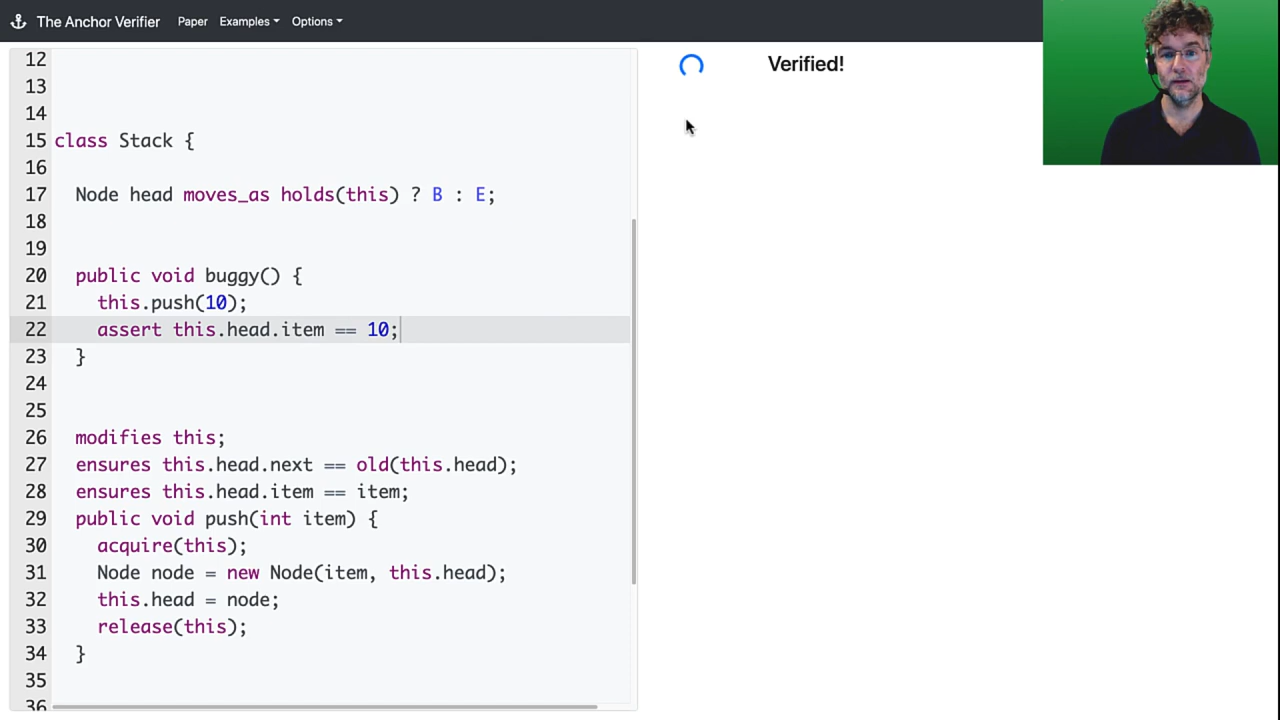 The Anchor Verifier Paper Examples Options
12
13
14
15 class Stack {
16
17 Node head moves_as holds(this) ? B : E;
18
19
20 public void buggy() {
21 this.push(10);
22 assert this.head.item == 10;
23 }
24
25
26 modifies this;
27 ensures this.head.next == old(this.head);
28 ensures this.head.item == item;
29 public void push(int item) {
30 acquire(this);
31 Node node = new Node(item, this.head);
32 this.head = node;
33 release(this);
34 }
35
36
Verified!